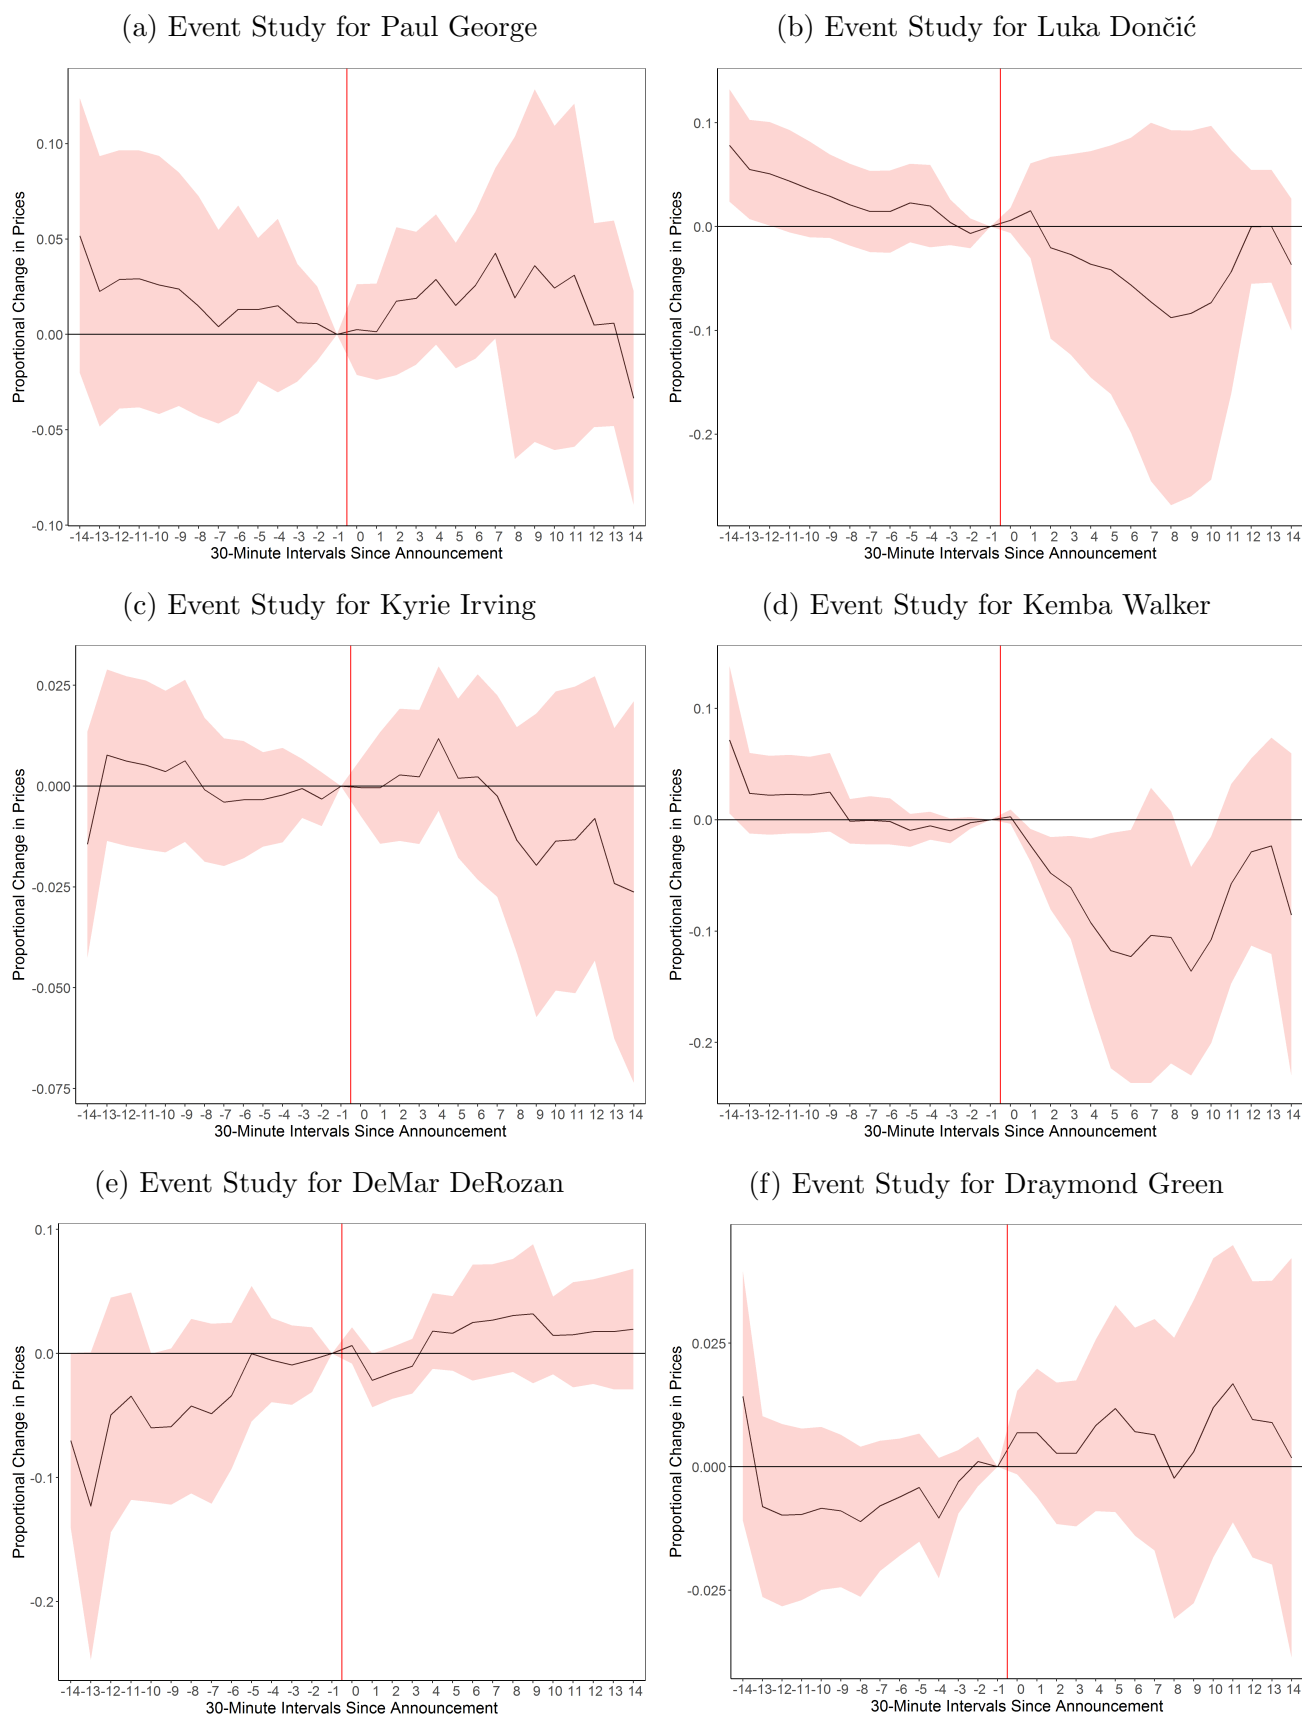 (a) Event Study for Paul George
Proportional Change in Prices
0.10
0.05
0.00
-0.05
-0.10
-14 -13 -12 -11 -10 -9 -8 -7 -6 -5 -4 -3 -2 -1 0 1 2 3 4 5 6 7 8 9 10 11 12 13 14
30-Minute Intervals Since Announcement
(b) Event Study for Luka Dončić
Proportional Change in Prices
0.1
0.0
-0.1
-0.2
-14 -13 -12 -11 -10 -9 -8 -7 -6 -5 -4 -3 -2 -1 0 1 2 3 4 5 6 7 8 9 10 11 12 13 14
30-Minute Intervals Since Announcement
(c) Event Study for Kyrie Irving
Proportional Change in Prices
0.025
0.000
-0.025
-0.050
-0.075
-14 -13 -12 -11 -10 -9 -8 -7 -6 -5 -4 -3 -2 -1 0 1 2 3 4 5 6 7 8 9 10 11 12 13 14
30-Minute Intervals Since Announcement
(d) Event Study for Kemba Walker
Proportional Change in Prices
0.1
0.0
-0.1
-0.2
-14 -13 -12 -11 -10 -9 -8 -7 -6 -5 -4 -3 -2 -1 0 1 2 3 4 5 6 7 8 9 10 11 12 13 14
30-Minute Intervals Since Announcement
(e) Event Study for DeMar DeRozan
Proportional Change in Prices
0.1
0.0
-0.1
-0.2
-14 -13 -12 -11 -10 -9 -8 -7 -6 -5 -4 -3 -2 -1 0 1 2 3 4 5 6 7 8 9 10 11 12 13 14
30-Minute Intervals Since Announcement
(f) Event Study for Draymond Green
Proportional Change in Prices
0.025
0.000
-0.025
-14 -13 -12 -11 -10 -9 -8 -7 -6 -5 -4 -3 -2 -1 0 1 2 3 4 5 6 7 8 9 10 11 12 13 14
30-Minute Intervals Since Announcement